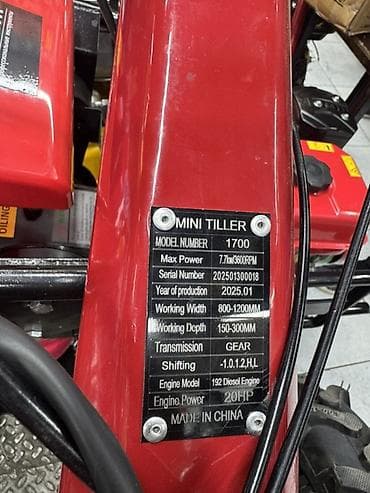 MINI TILLER
MODEL NUMBER 1700
Max Power 7.7kw/3600RPM
Serial Number 202501300018
Year of production 2025.01
Working Width 800-1200MM
Working Depth 150-300MM
Transmission GEAR
Shifting -1.0.1.2,H,L
Engine Model 192 Diesel Engine
Engine Power 20HP
MADE IN CHINA